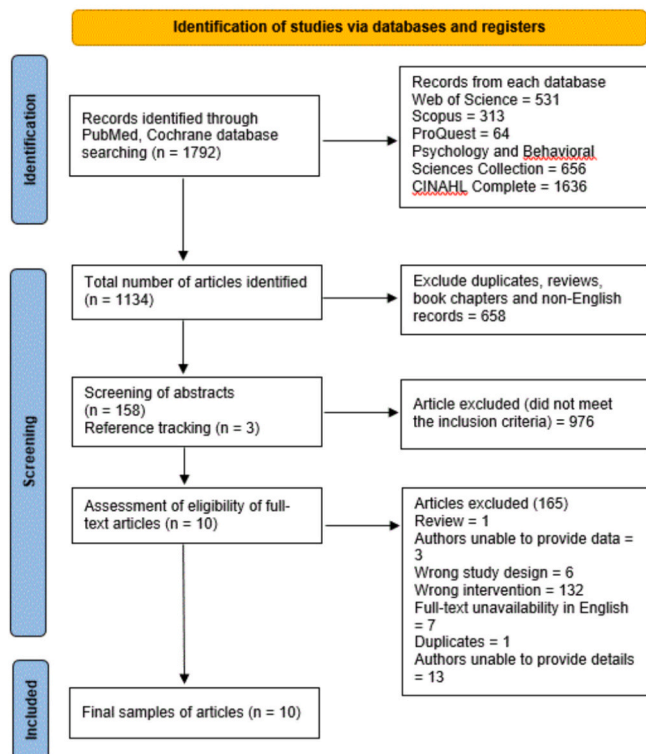 Identification of studies via databases and registers
Identification
Records identified through
PubMed, Cochrane database
searching (n = 1792)
Records from each database
Web of Science = 531
Scopus = 313
ProQuest = 64
Psychology and Behavioral
Sciences Collection = 656
CINAHL Complete = 1636
Screening
Total number of articles identified
(n = 1134)
Exclude duplicates, reviews,
book chapters and non-English
records = 658
Screening of abstracts
(n = 158)
Reference tracking (n = 3)
Article excluded (did not meet
the inclusion criteria) = 976
Assessment of eligibility of full-
text articles (n = 10)
Articles excluded (165)
Review = 1
Authors unable to provide data =
3
Wrong study design = 6
Wrong intervention = 132
Full-text unavailability in English
= 7
Duplicates = 1
Authors unable to provide details
= 13
Included
Final samples of articles (n = 10)